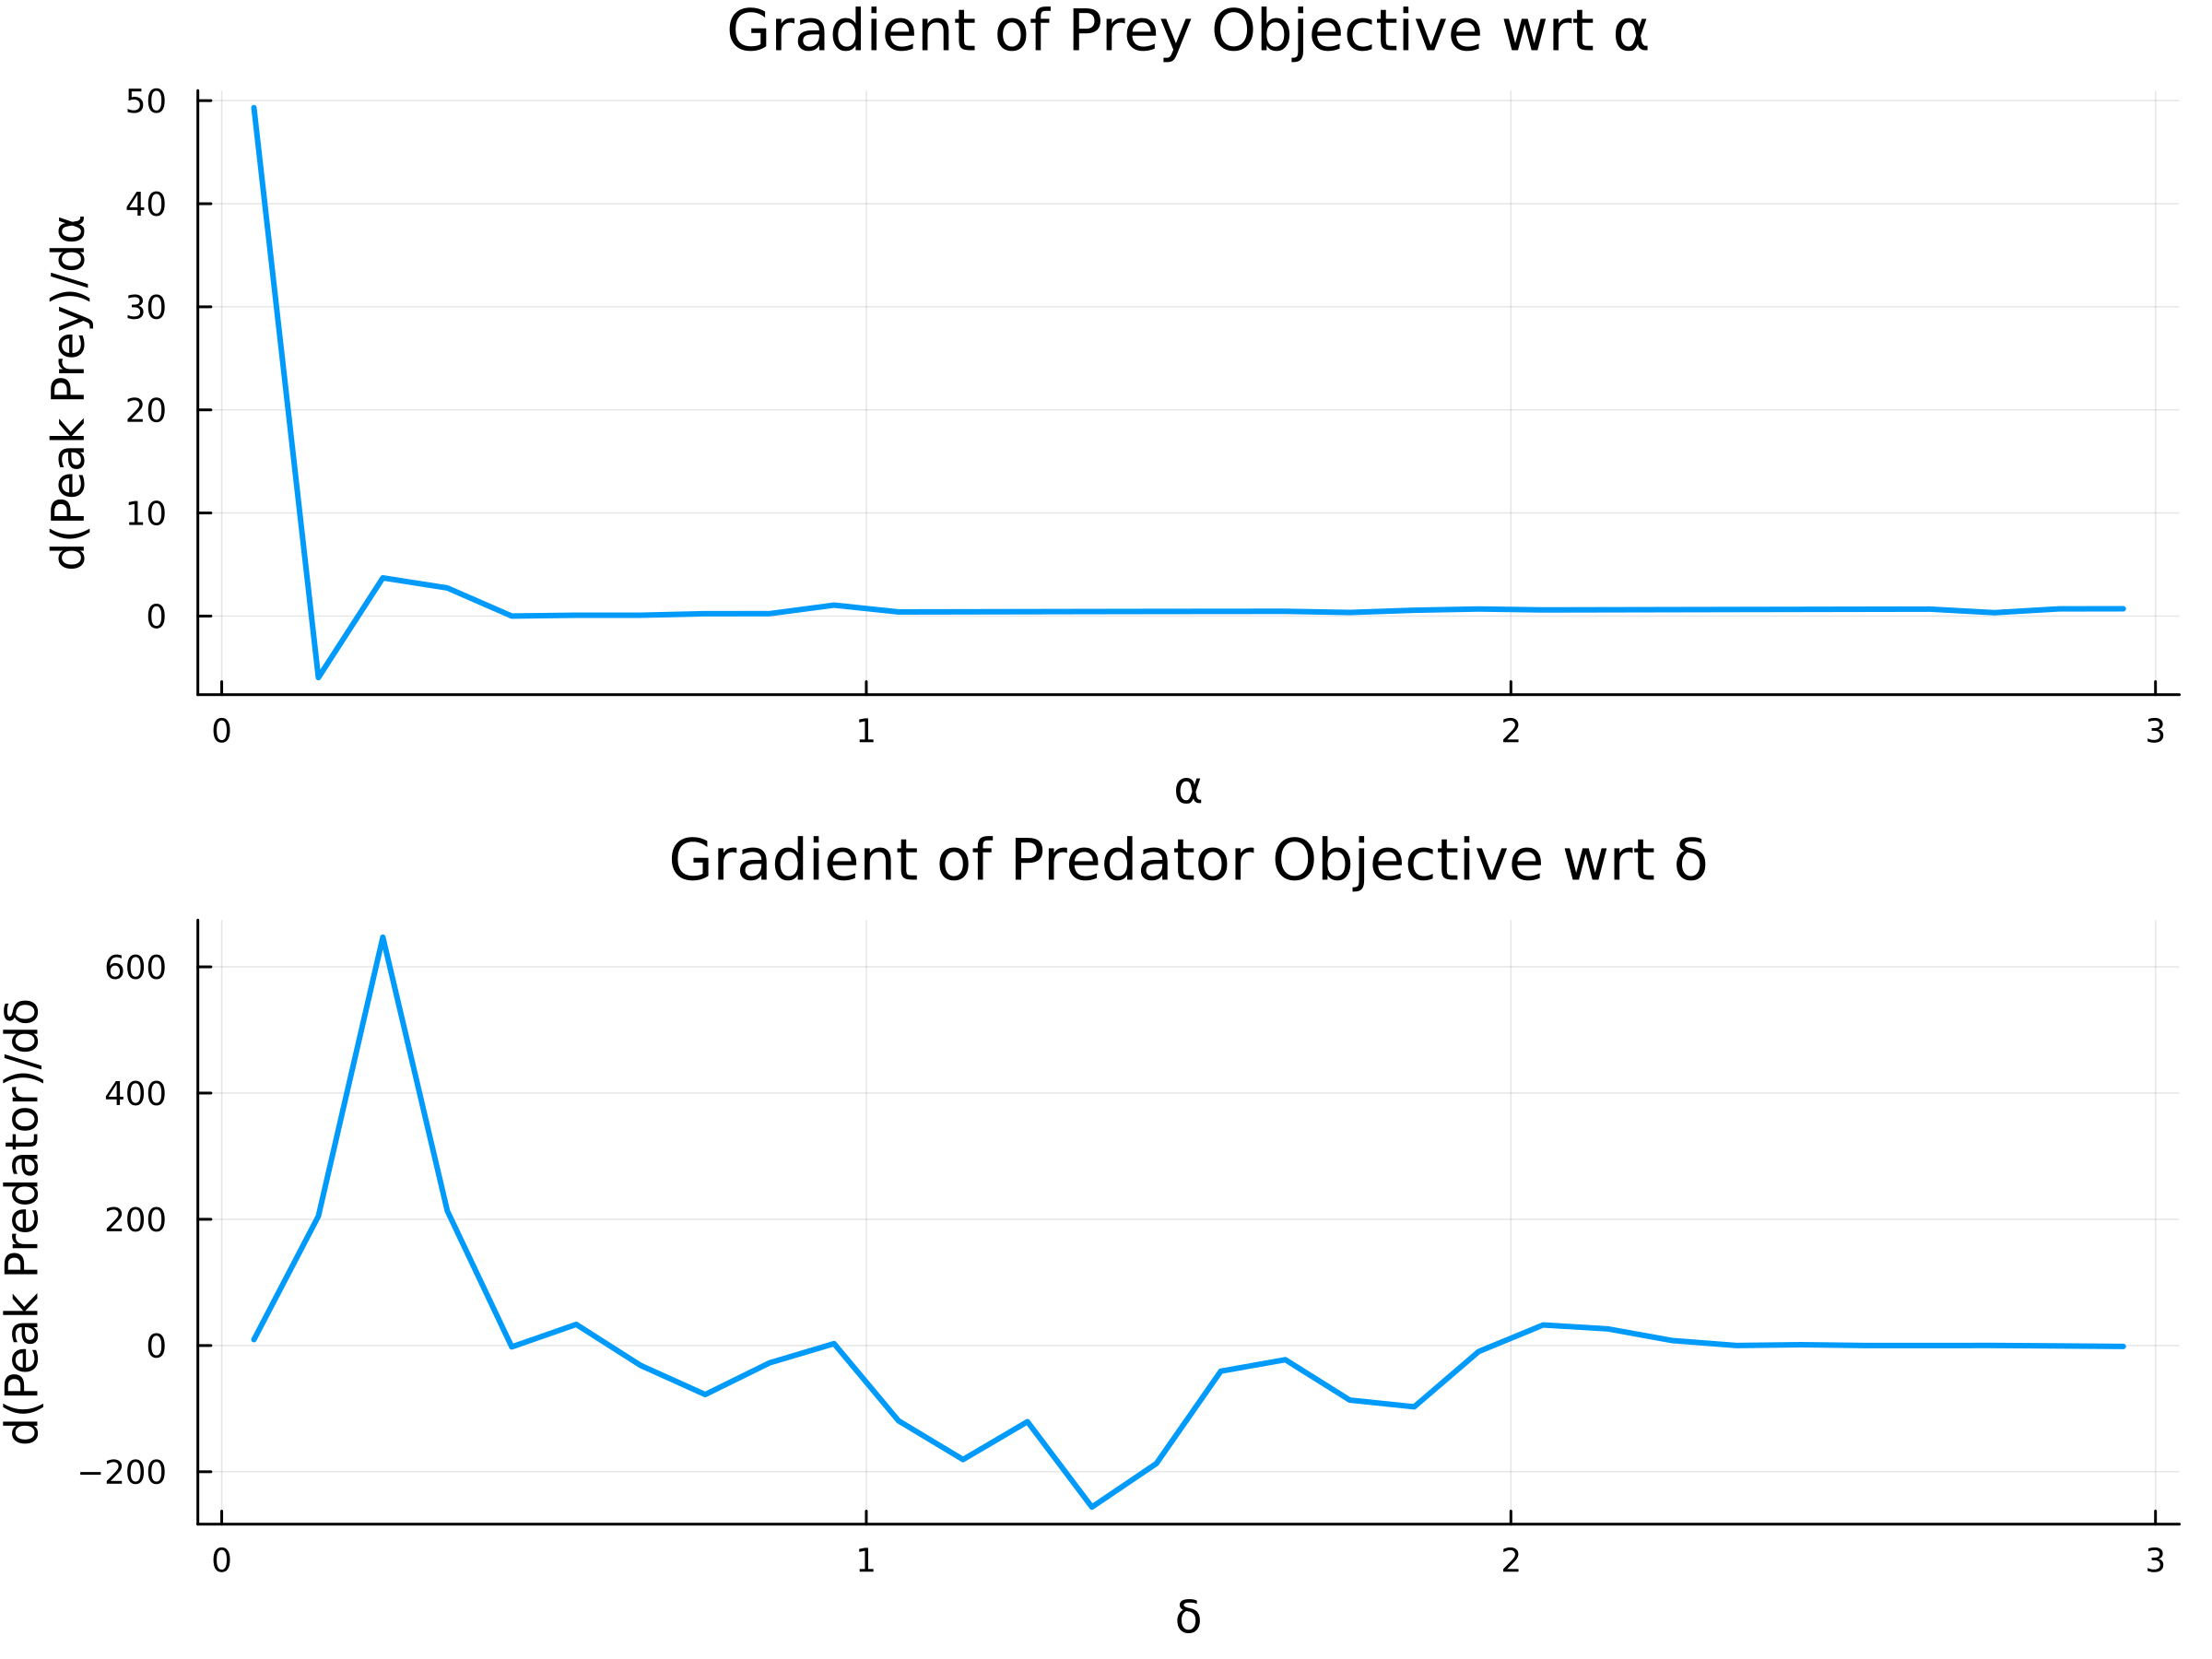 Gradient of Prey Objective wrt α
d(Peak Prey)/dα
50
40
30
20
10
0
0 1 2 3
α
Gradient of Predator Objective wrt δ
d(Peak Predator)/dδ
600
400
200
0
−200
0 1 2 3
δ